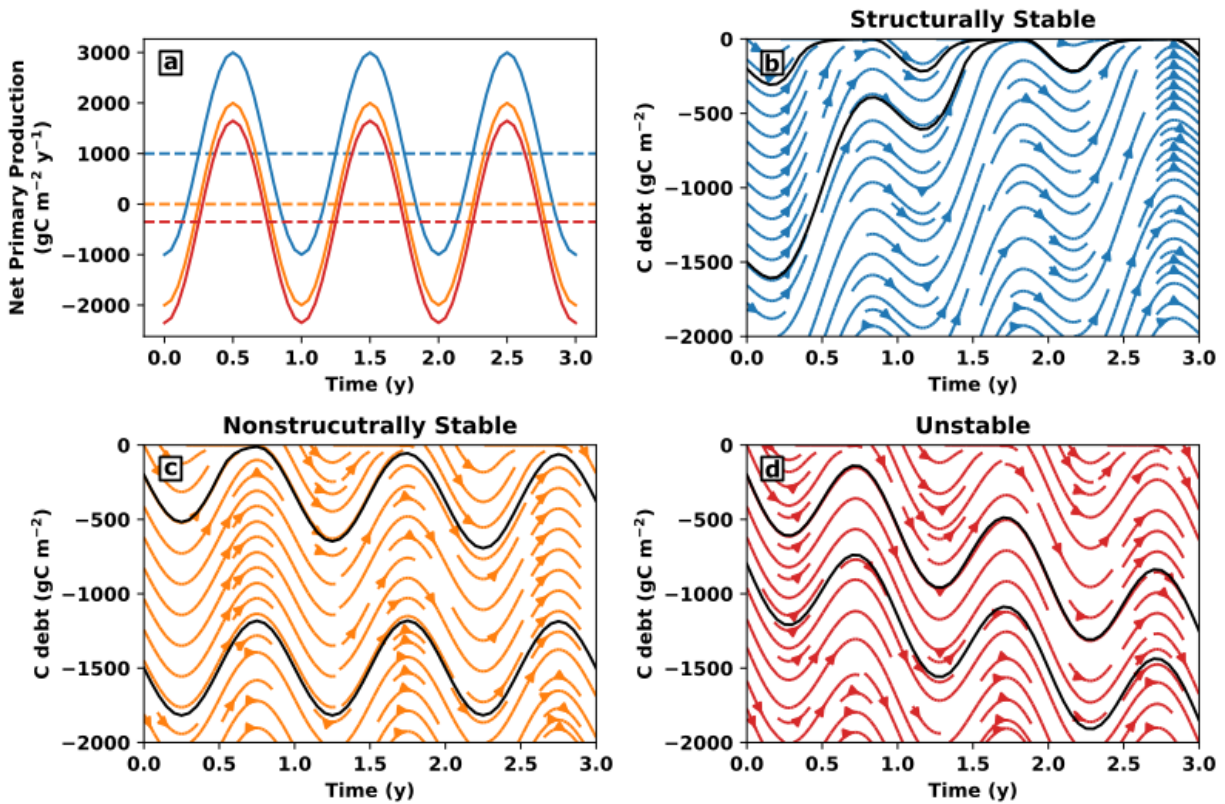 Structurally Stable
a
3000
2000
1000
0
−1000
−2000
Net Primary Production
(gC m⁻² y⁻¹)
0.0 0.5 1.0 1.5 2.0 2.5 3.0
Time (y)
b
0
−500
−1000
−1500
−2000
C debt (gC m⁻²)
0.0 0.5 1.0 1.5 2.0 2.5 3.0
Time (y)
Nonstrucutrally Stable
c
0
−500
−1000
−1500
−2000
C debt (gC m⁻²)
0.0 0.5 1.0 1.5 2.0 2.5 3.0
Time (y)
Unstable
d
0
−500
−1000
−1500
−2000
C debt (gC m⁻²)
0.0 0.5 1.0 1.5 2.0 2.5 3.0
Time (y)